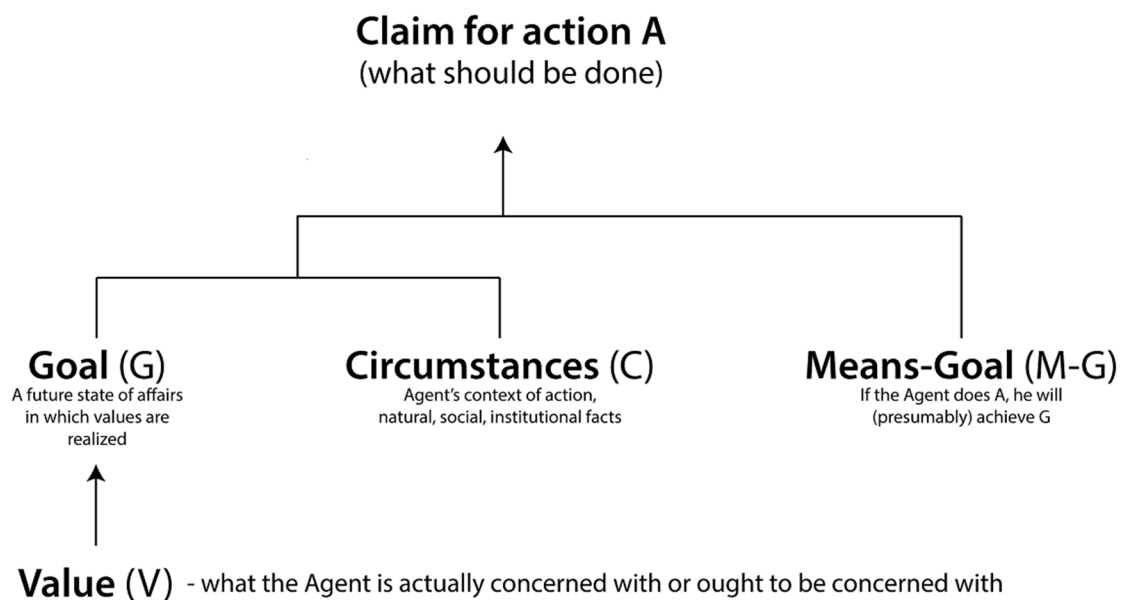 Claim for action A
(what should be done)
Goal (G)
A future state of affairs
in which values are
realized
Circumstances (C)
Agent's context of action,
natural, social, institutional facts
Means-Goal (M-G)
If the Agent does A, he will
(presumably) achieve G
Value (V) - what the Agent is actually concerned with or ought to be concerned with